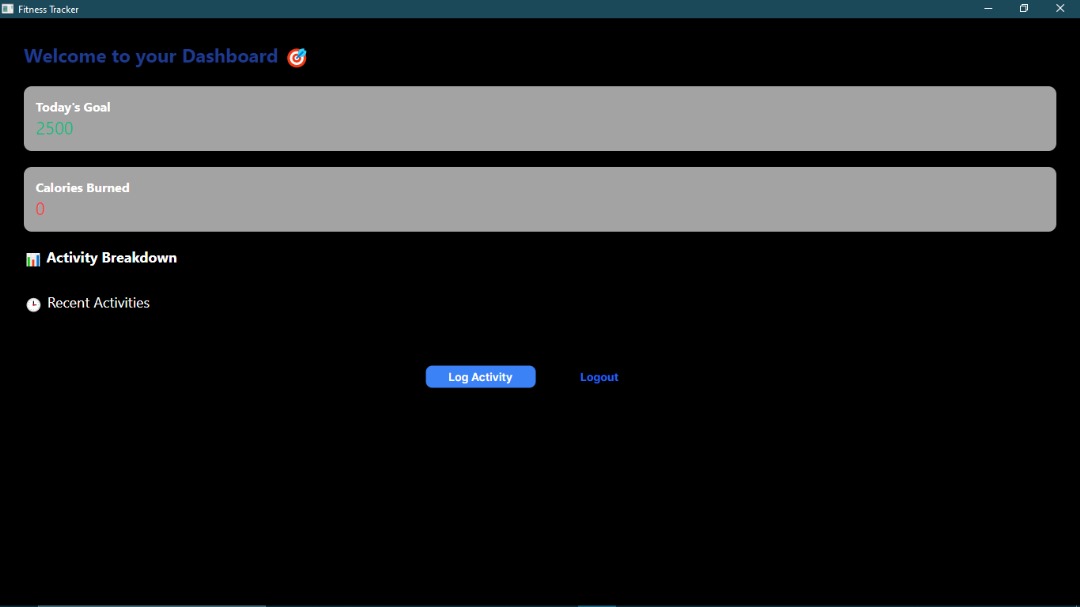 Fitness Tracker
Welcome to your Dashboard 🎯
Today's Goal
2500
Calories Burned
0
📊 Activity Breakdown
🕒 Recent Activities
Log Activity
Logout